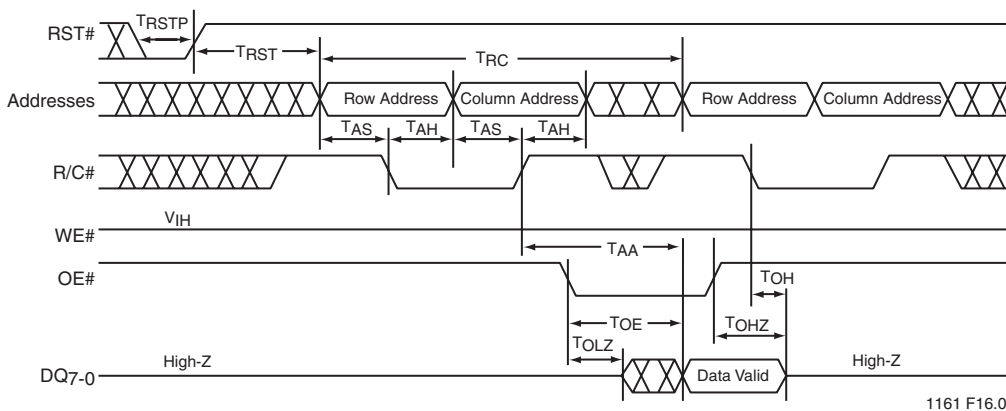 RST# TRSTP
TRST TRC
Addresses Row Address Column Address Row Address Column Address
TAS TAH TAS TAH
R/C#
VIH
WE#
TAA
OE#
TOH
TOE TOHZ
TOLZ
High-Z High-Z
DQ7-0 Data Valid
1161 F16.0